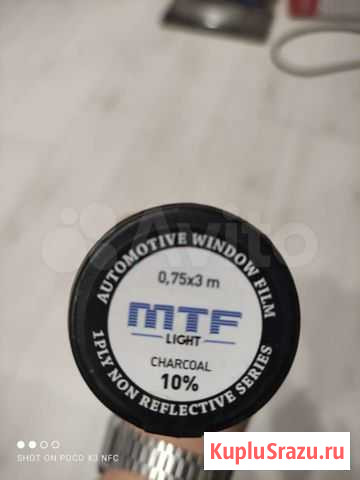 AUTOMOTIVE WINDOW FILM
0,75x3 m
MTF
LIGHT
CHARCOAL
10%
1PLY NON REFLECTIVE SERIES
Avito
SHOT ON POCO X3 NFC
KupluSrazu.ru